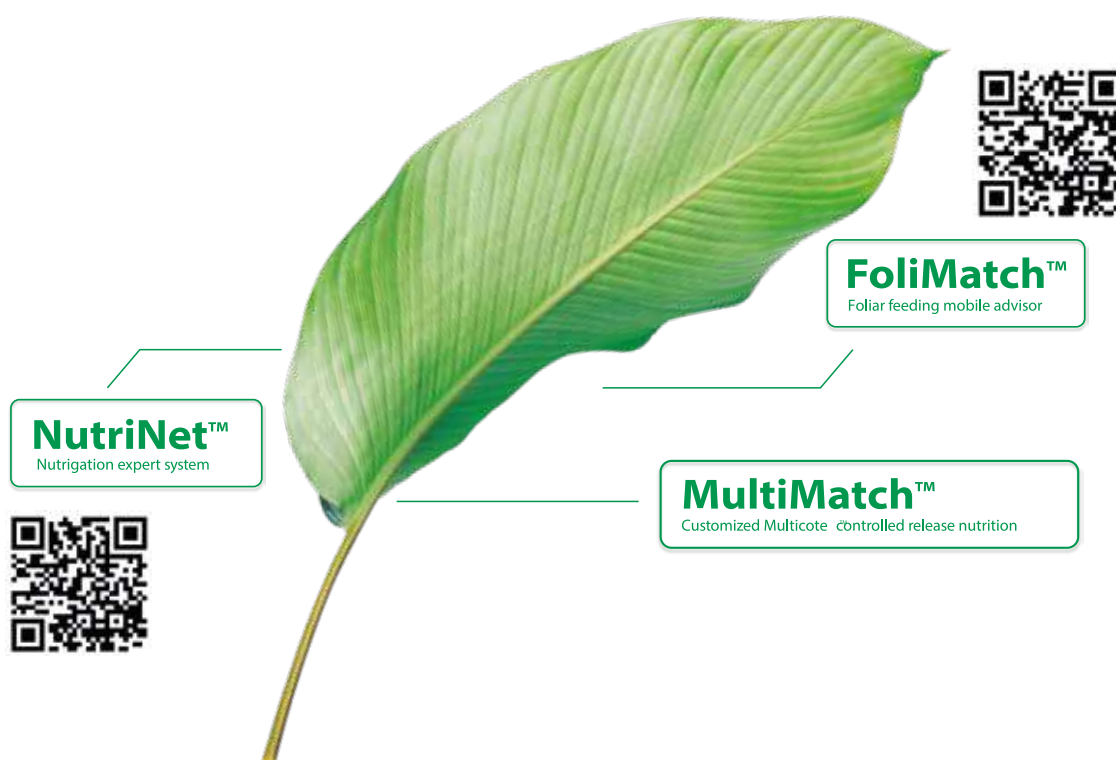 FoliMatch™
Foliar feeding mobile advisor
NutriNet™
Nutrigation expert system
MultiMatch™
Customized Multicote controlled release nutrition